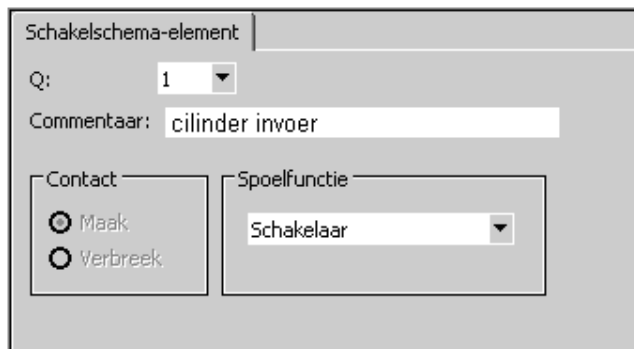 Schakelschema-element
Q: 1
Commentaar: cilinder invoer
Contact
Maak
Verbreek
Spoelfunctie
Schakelaar